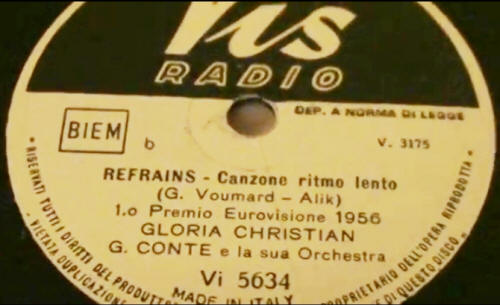 Vis
RADIO
DEP. A NORMA DI LEGGE
BIEM
b
V. 3175
REFRAINS - Canzone ritmo lento
(G. Voumard - Alik)
1.o Premio Eurovisione 1956
GLORIA CHRISTIAN
G. CONTE e la sua Orchestra
Vi 5634
MADE IN ITALY
• RISERVATI TUTTI I DIRITTI DEL PRODUTTO
VIETATA DUPLICAZIONE
PROPRIETARIO DELL'OPERA RIPRODOTTA •
DI QUESTO DISCO